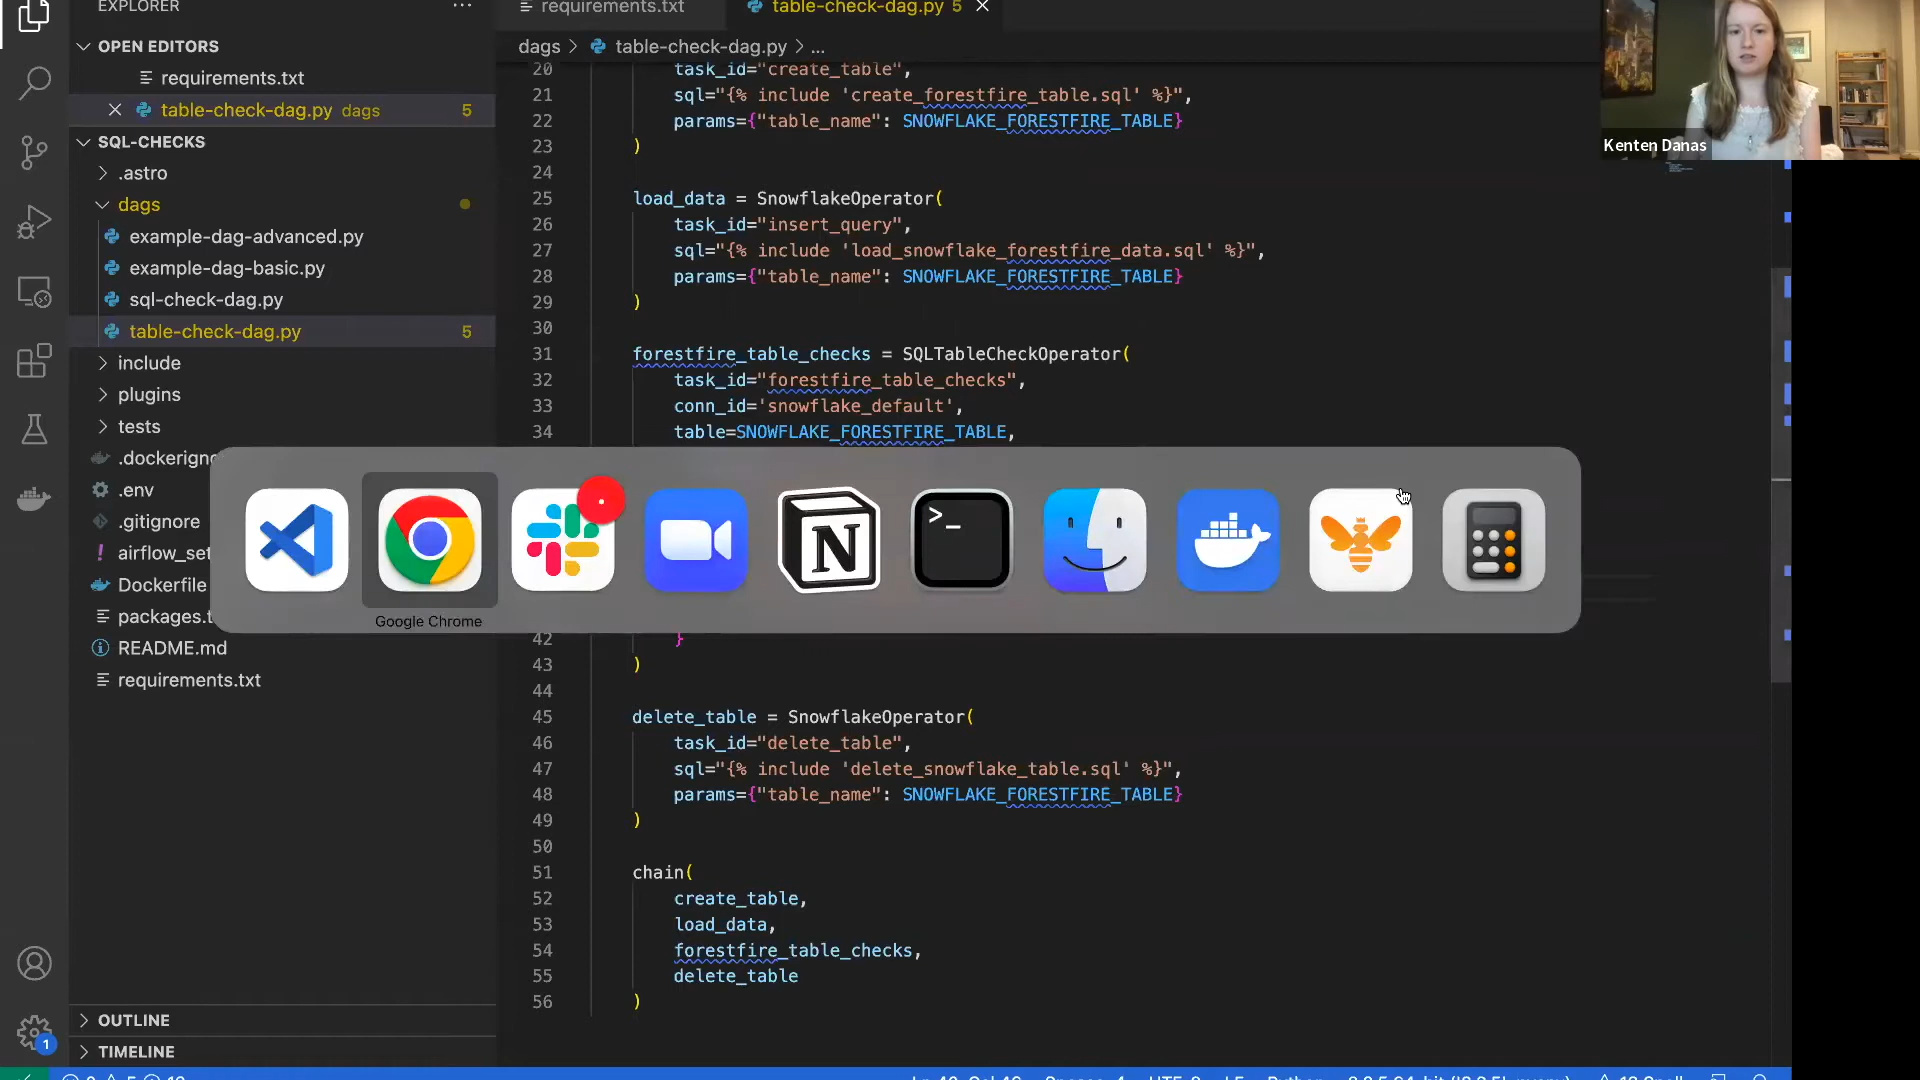 EXPLORER
OPEN EDITORS
requirements.txt
table-check-dag.py dags 5
SQL-CHECKS
.astro
dags
example-dag-advanced.py
example-dag-basic.py
sql-check-dag.py
table-check-dag.py 5
include
plugins
tests
.dockerigno
.env
.gitignore
airflow_set
Dockerfile
packages.t
README.md
requirements.txt
OUTLINE
TIMELINE
1
requirements.txt
table-check-dag.py 5
dags > table-check-dag.py > ...
20 task_id="create_table",
21 sql="{% include 'create_forestfire_table.sql' %}",
22 params={"table_name": SNOWFLAKE_FORESTFIRE_TABLE}
23 )
24
25 load_data = SnowflakeOperator(
26 task_id="insert_query",
27 sql="{% include 'load_snowflake_forestfire_data.sql' %}",
28 params={"table_name": SNOWFLAKE_FORESTFIRE_TABLE}
29 )
30
31 forestfire_table_checks = SQLTableCheckOperator(
32 task_id="forestfire_table_checks",
33 conn_id='snowflake_default',
34 table=SNOWFLAKE_FORESTFIRE_TABLE,
N
>_
Google Chrome
42 }
43 )
44
45 delete_table = SnowflakeOperator(
46 task_id="delete_table",
47 sql="{% include 'delete_snowflake_table.sql' %}",
48 params={"table_name": SNOWFLAKE_FORESTFIRE_TABLE}
49 )
50
51 chain(
52 create_table,
53 load_data,
54 forestfire_table_checks,
55 delete_table
56 )
Kenten Danas